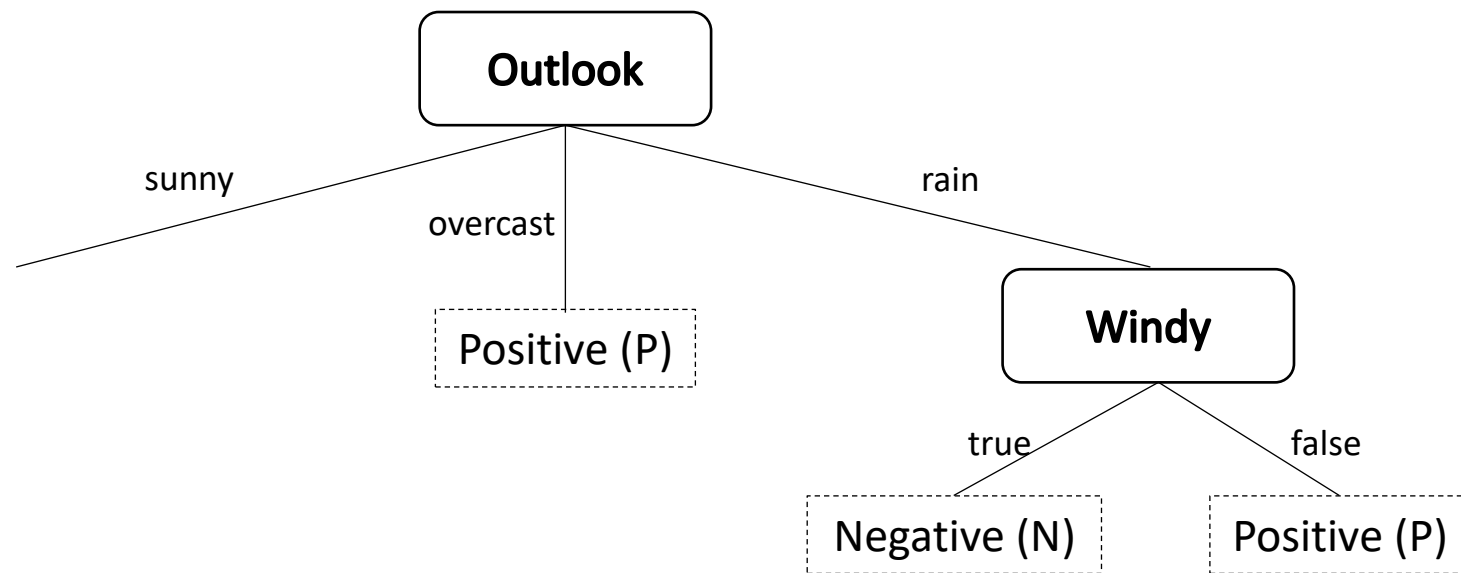 Outlook
sunny
rain
overcast
Windy
Positive (P)
true
false
Negative (N)
Positive (P)